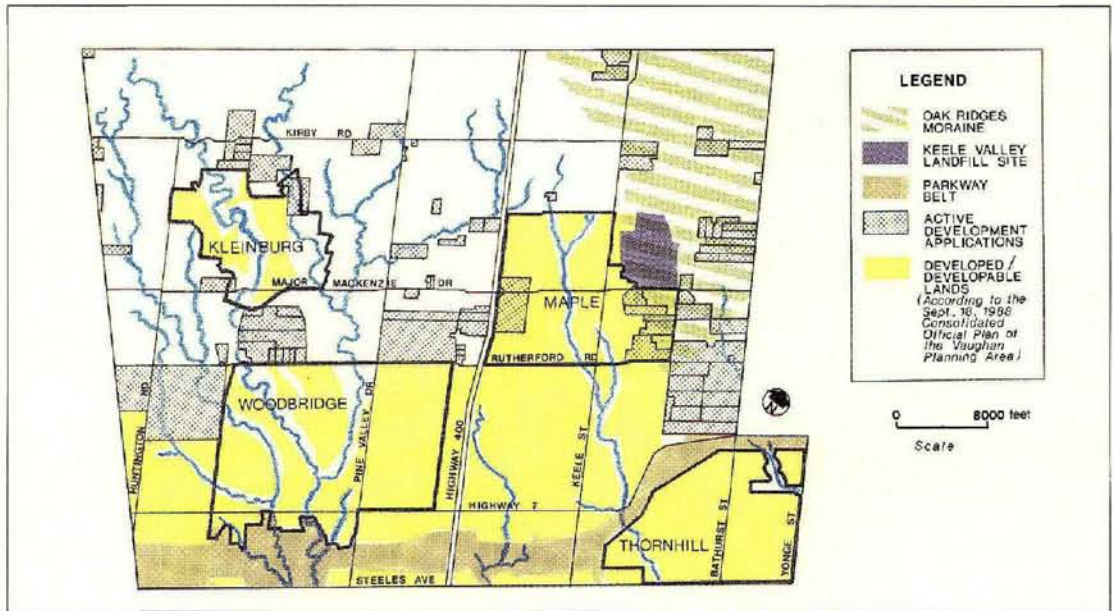 KIRBY RD
KLEINBURG
MAJOR MACKENZIE DR
MAPLE
RUTHERFORD RD
WOODBRIDGE
HUNTINGTON RD
PINE VALLEY DR
HIGHWAY 400
KEELE ST
HIGHWAY 7
THORNHILL
BATHURST ST
YONGE ST
STEELES AVE
LEGEND
OAK RIDGES
MORAINE
KEELE VALLEY
LANDFILL SITE
PARKWAY
BELT
ACTIVE
DEVELOPMENT
APPLICATIONS
DEVELOPED /
DEVELOPABLE
LANDS
(According to the
Sept. 18, 1988
Consolidated
Official Plan of
the Vaughan
Planning Area)
0 8000 feet
Scale